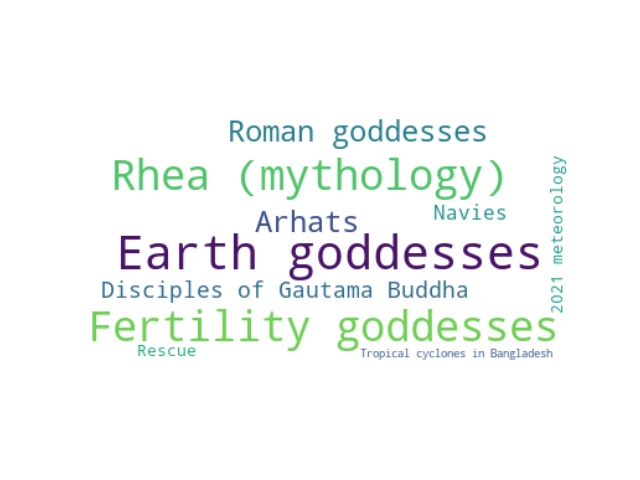 Roman goddesses
Rhea (mythology)
2021 meteorology
Navies
Arhats
Earth goddesses
Disciples of Gautama Buddha
Fertility goddesses
Rescue
Tropical cyclones in Bangladesh